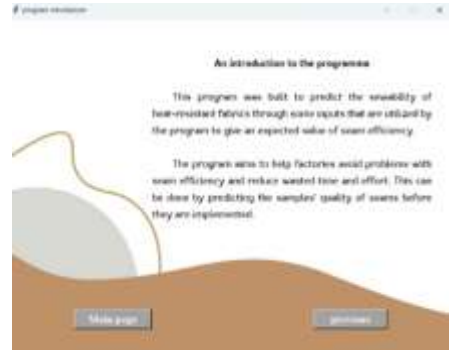 program introduction
An introduction to the programme
This program was built to predict the sewability of
heat-resistant fabrics through some inputs that are utilized by
the program to give an expected value of seam efficiency.
The program aims to help factories avoid problems with
seam efficiency and reduce wasted time and effort. This can
be done by predicting the samples' quality of seams before
they are implemented.
Main page
previous